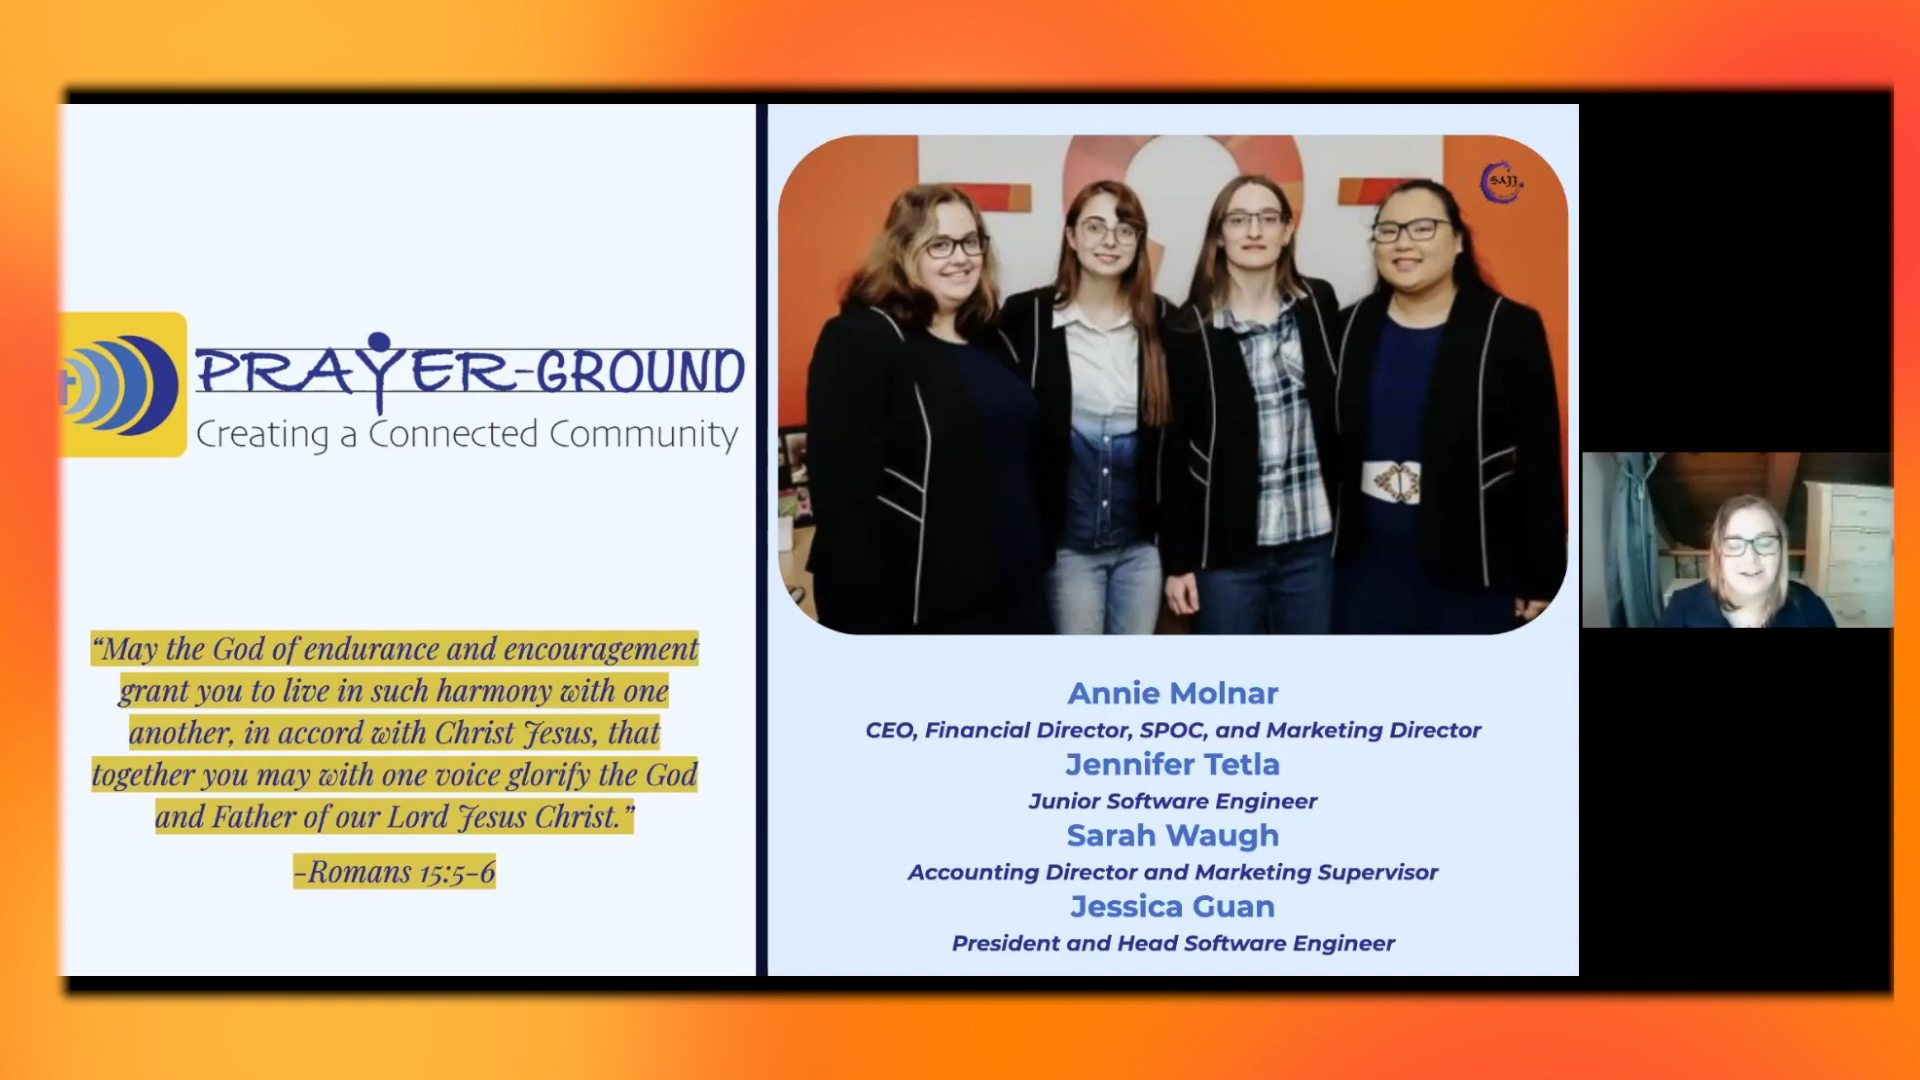 PRAYER-GROUND
Creating a Connected Community
“May the God of endurance and encouragement
grant you to live in such harmony with one
another, in accord with Christ Jesus, that
together you may with one voice glorify the God
and Father of our Lord Jesus Christ.”
-Romans 15:5-6
SAJJ
Annie Molnar
CEO, Financial Director, SPOC, and Marketing Director
Jennifer Tetla
Junior Software Engineer
Sarah Waugh
Accounting Director and Marketing Supervisor
Jessica Guan
President and Head Software Engineer